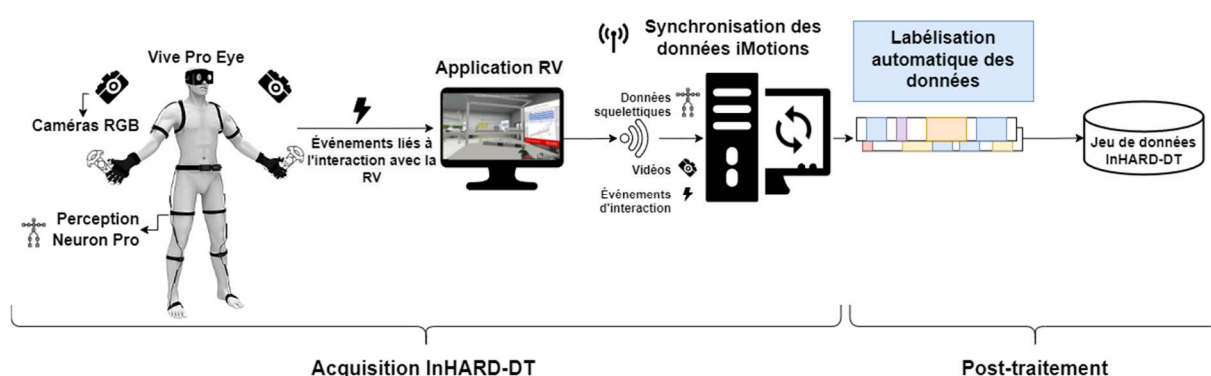 Vive Pro Eye
Caméras RGB
Perception
Neuron Pro
Événements liés à
l'interaction avec la
RV
Application RV
Synchronisation des
données iMotions
Données
squelettiques
Vidéos
Événements
d'interaction
Labélisation
automatique des
données
Jeu de données
InHARD-DT
Acquisition InHARD-DT
Post-traitement